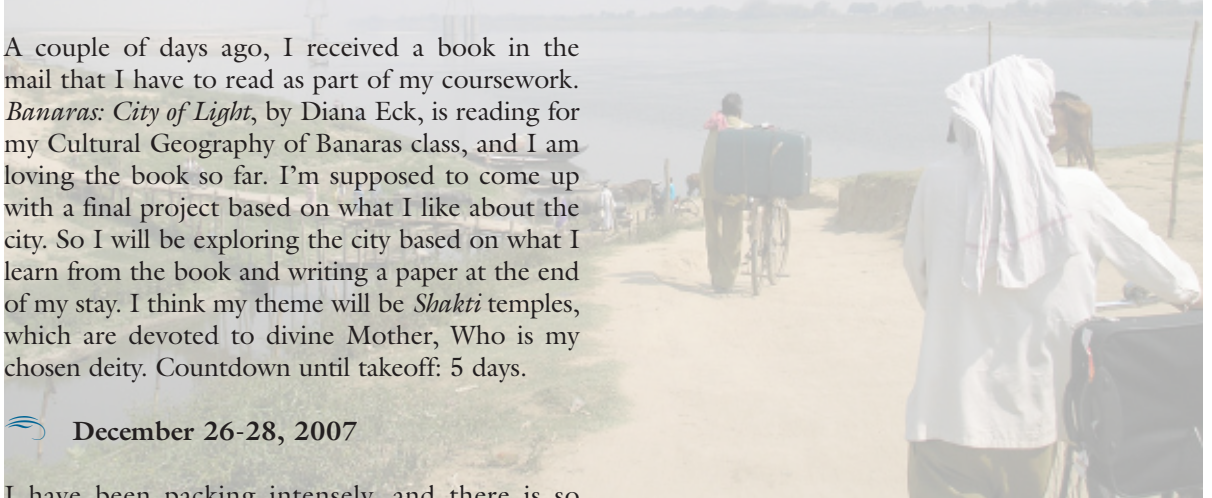 A couple of days ago, I received a book in the
mail that I have to read as part of my coursework.
Banaras: City of Light, by Diana Eck, is reading for
my Cultural Geography of Banaras class, and I am
loving the book so far. I’m supposed to come up
with a final project based on what I like about the
city. So I will be exploring the city based on what I
learn from the book and writing a paper at the end
of my stay. I think my theme will be Shakti temples,
which are devoted to divine Mother, Who is my
chosen deity. Countdown until takeoff: 5 days.
December 26-28, 2007
I have been packing intensely, and there is so